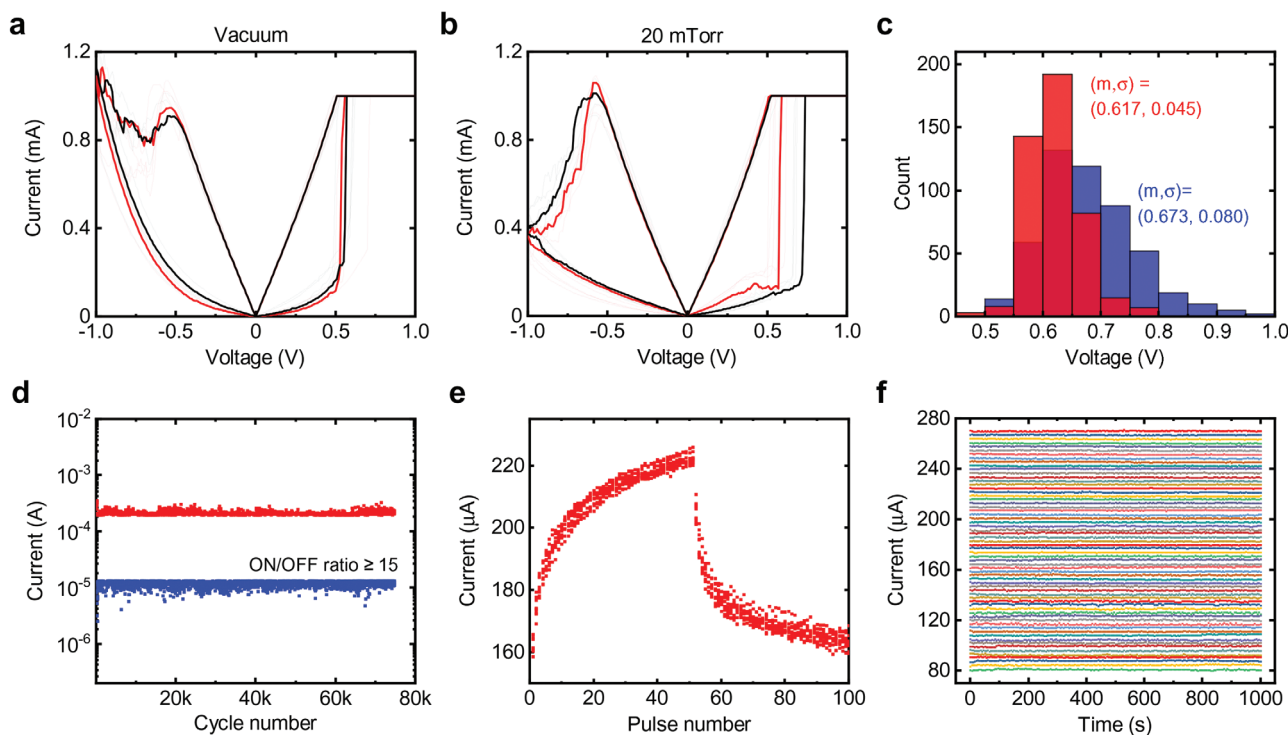 a
Vacuum
1.2
0.8
0.4
0
Current (mA)
-1.0
-0.5
0
0.5
1.0
Voltage (V)
b
20 mTorr
1.2
0.8
0.4
0
Current (mA)
-1.0
-0.5
0
0.5
1.0
Voltage (V)
c
200
150
100
50
0
Count
(m,σ) =
(0.617, 0.045)
(m,σ)=
(0.673, 0.080)
0.5
0.6
0.7
0.8
0.9
1.0
Voltage (V)
d
10-2
10-3
10-4
10-5
10-6
Current (A)
ON/OFF ratio ≥ 15
20k
40k
60k
80k
Cycle number
e
220
200
180
160
Current (µA)
0
20
40
60
80
100
Pulse number
f
280
240
200
160
120
80
Current (µA)
0
200
400
600
800
1000
Time (s)